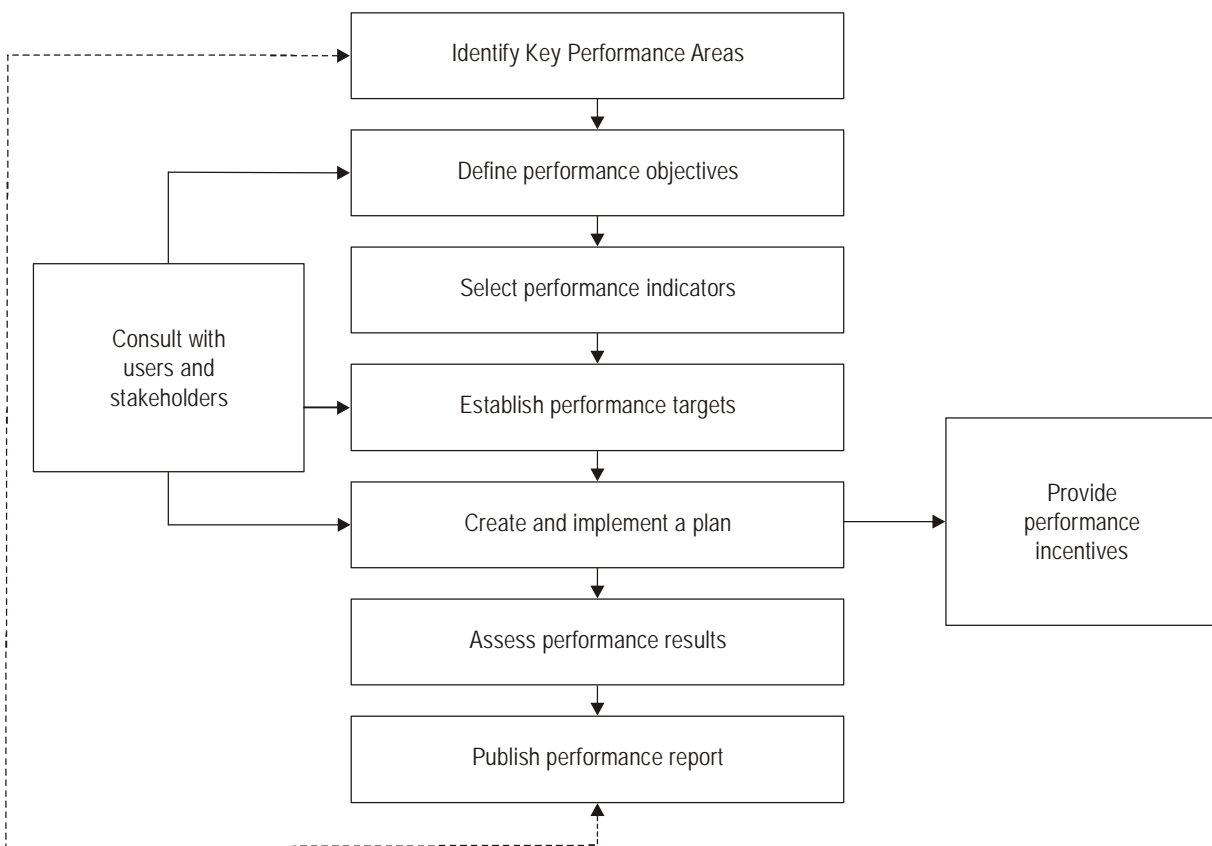 Identify Key Performance Areas
Define performance objectives
Select performance indicators
Consult with
users and
stakeholders
Establish performance targets
Create and implement a plan
Provide
performance
incentives
Assess performance results
Publish performance report